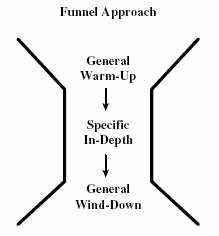 Funnel Approach
General
Warm-Up
Specific
In-Depth
General
Wind-Down